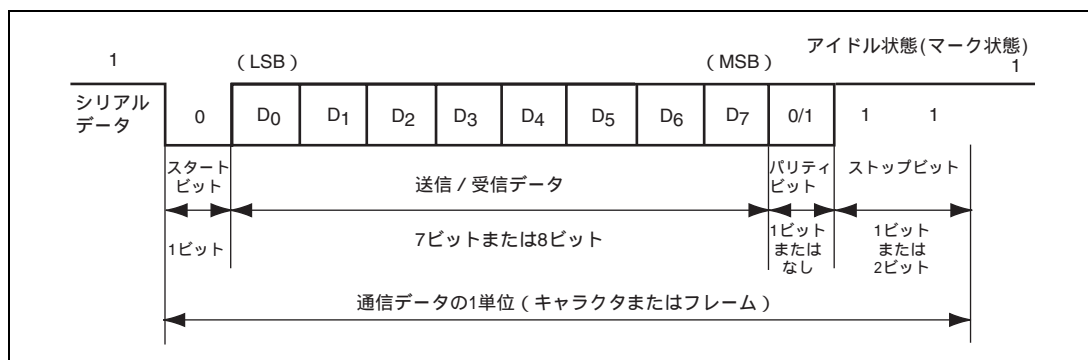 アイドル状態(マーク状態)
1
(LSB)
(MSB)
1
シリアル
データ
0
D0
D1
D2
D3
D4
D5
D6
D7
0/1
1
1
スタート
ビット
送信/受信データ
パリティ
ビット
ストップビット
1ビット
7ビットまたは8ビット
1ビット
または
なし
1ビット
または
2ビット
通信データの1単位(キャラクタまたはフレーム)